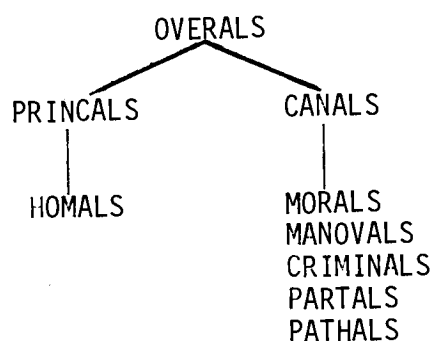 OVERALS
PRINCALS CANALS
HOMALS MORALS
MANOVALS
CRIMINALS
PARTALS
PATHALS